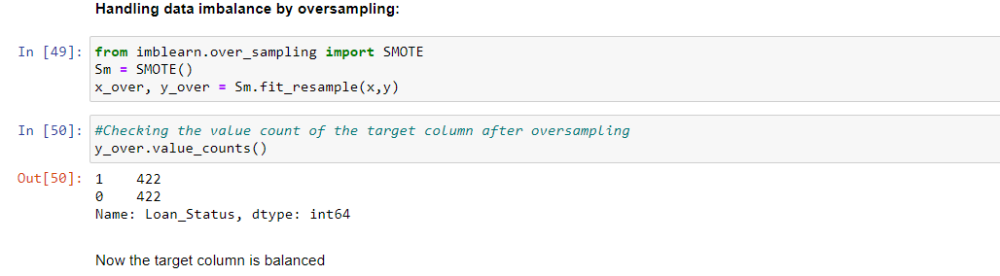 Handling data imbalance by oversampling:
In [49]: from imblearn.over_sampling import SMOTE
Sm = SMOTE()
x_over, y_over = Sm.fit_resample(x,y)
In [50]: #Checking the value count of the target column after oversampling
y_over.value_counts()
Out[50]: 1    422
0    422
Name: Loan_Status, dtype: int64
Now the target column is balanced